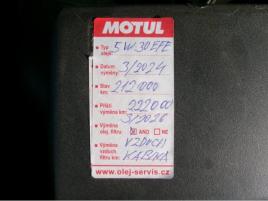 MOTUL
Typ oleje: 5W30 EFE
Datum výměny: 3/2024
Stav km: 212000
Příští výměna km: 222000
3/2026
Výměna olej. filtru ANO NE
Výměna vzduch. filtru VZDUCH
KABINA
www.olej-servis.cz